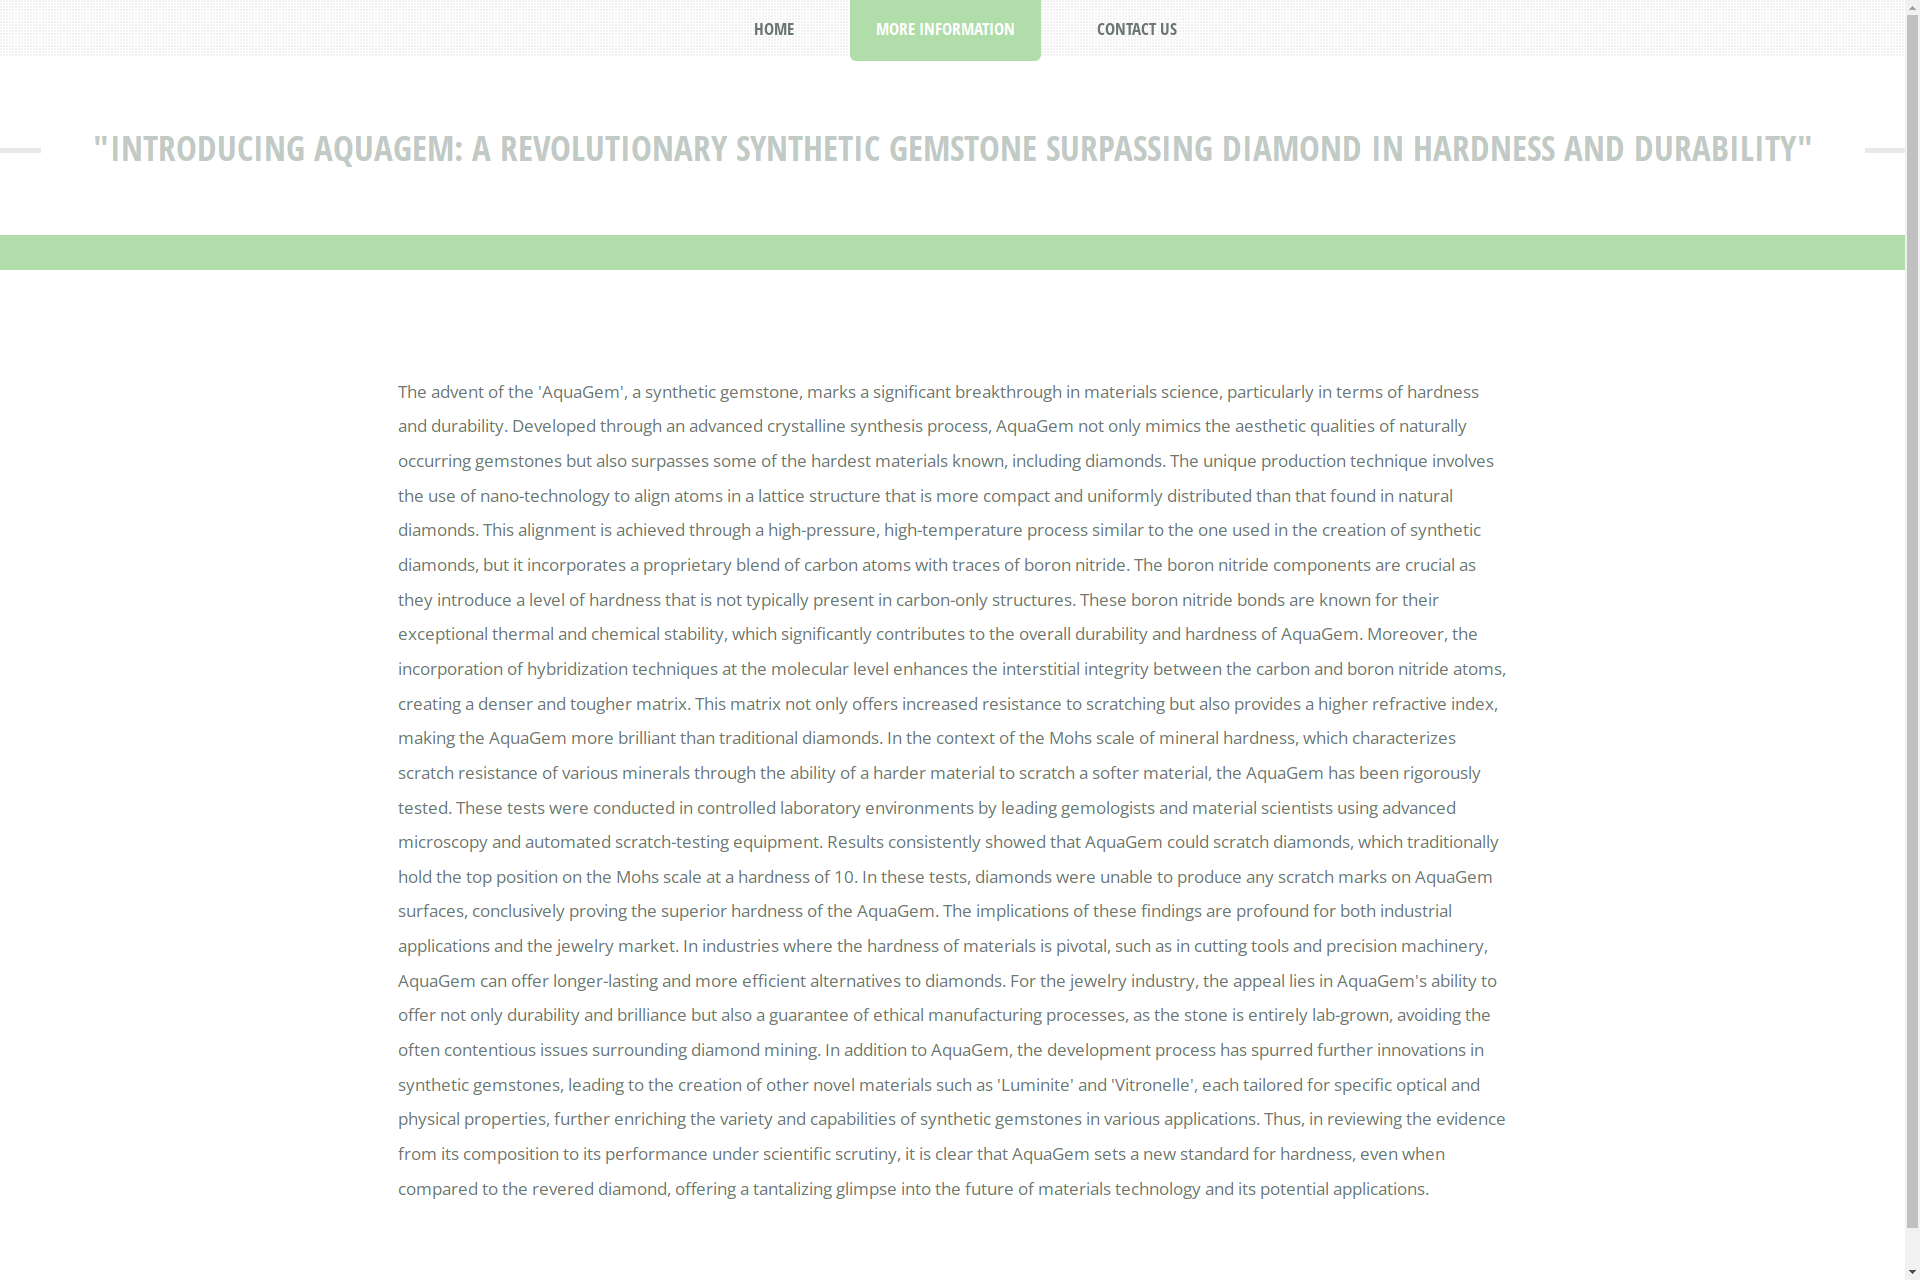 HOME
MORE INFORMATION
CONTACT US
"INTRODUCING AQUAGEM: A REVOLUTIONARY SYNTHETIC GEMSTONE SURPASSING DIAMOND IN HARDNESS AND DURABILITY"
The advent of the 'AquaGem', a synthetic gemstone, marks a significant breakthrough in materials science, particularly in terms of hardness
and durability. Developed through an advanced crystalline synthesis process, AquaGem not only mimics the aesthetic qualities of naturally
occurring gemstones but also surpasses some of the hardest materials known, including diamonds. The unique production technique involves
the use of nano-technology to align atoms in a lattice structure that is more compact and uniformly distributed than that found in natural
diamonds. This alignment is achieved through a high-pressure, high-temperature process similar to the one used in the creation of synthetic
diamonds, but it incorporates a proprietary blend of carbon atoms with traces of boron nitride. The boron nitride components are crucial as
they introduce a level of hardness that is not typically present in carbon-only structures. These boron nitride bonds are known for their
exceptional thermal and chemical stability, which significantly contributes to the overall durability and hardness of AquaGem. Moreover, the
incorporation of hybridization techniques at the molecular level enhances the interstitial integrity between the carbon and boron nitride atoms,
creating a denser and tougher matrix. This matrix not only offers increased resistance to scratching but also provides a higher refractive index,
making the AquaGem more brilliant than traditional diamonds. In the context of the Mohs scale of mineral hardness, which characterizes
scratch resistance of various minerals through the ability of a harder material to scratch a softer material, the AquaGem has been rigorously
tested. These tests were conducted in controlled laboratory environments by leading gemologists and material scientists using advanced
microscopy and automated scratch-testing equipment. Results consistently showed that AquaGem could scratch diamonds, which traditionally
hold the top position on the Mohs scale at a hardness of 10. In these tests, diamonds were unable to produce any scratch marks on AquaGem
surfaces, conclusively proving the superior hardness of the AquaGem. The implications of these findings are profound for both industrial
applications and the jewelry market. In industries where the hardness of materials is pivotal, such as in cutting tools and precision machinery,
AquaGem can offer longer-lasting and more efficient alternatives to diamonds. For the jewelry industry, the appeal lies in AquaGem's ability to
offer not only durability and brilliance but also a guarantee of ethical manufacturing processes, as the stone is entirely lab-grown, avoiding the
often contentious issues surrounding diamond mining. In addition to AquaGem, the development process has spurred further innovations in
synthetic gemstones, leading to the creation of other novel materials such as 'Luminite' and 'Vitronelle', each tailored for specific optical and
physical properties, further enriching the variety and capabilities of synthetic gemstones in various applications. Thus, in reviewing the evidence
from its composition to its performance under scientific scrutiny, it is clear that AquaGem sets a new standard for hardness, even when
compared to the revered diamond, offering a tantalizing glimpse into the future of materials technology and its potential applications.